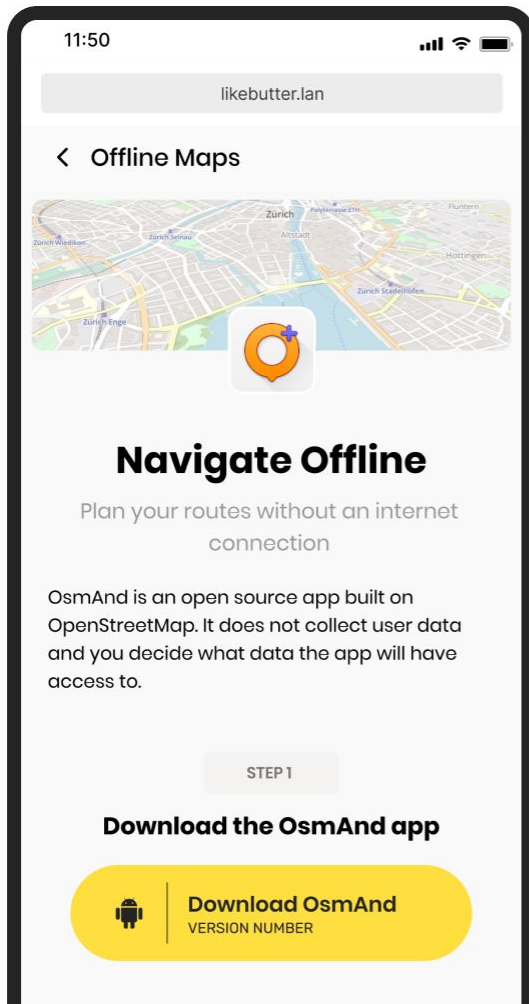 11:50
likebutter.lan
Offline Maps
Zürich
Polyterrasse ETH
Fluntern
Zürich Wiedikon
Zürich Selnau
Altstadt
Hottingen
Zürich Stadelhofen
Zürich Enge
Navigate Offline
Plan your routes without an internet
connection
OsmAnd is an open source app built on
OpenStreetMap. It does not collect user data
and you decide what data the app will have
access to.
STEP 1
Download the OsmAnd app
Download OsmAnd
VERSION NUMBER